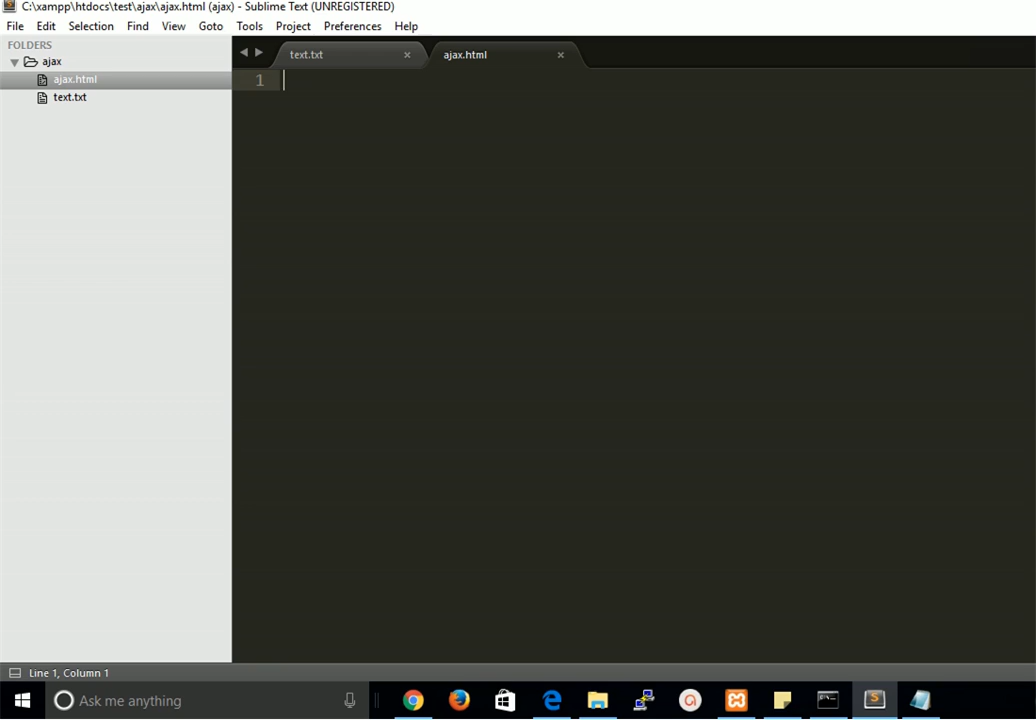 C:\xampp\htdocs\test\ajax\ajax.html (ajax) - Sublime Text (UNREGISTERED)
File Edit Selection Find View Goto Tools Project Preferences Help
FOLDERS
ajax
ajax.html
text.txt
text.txt × ajax.html ×
1
Line 1, Column 1
Ask me anything